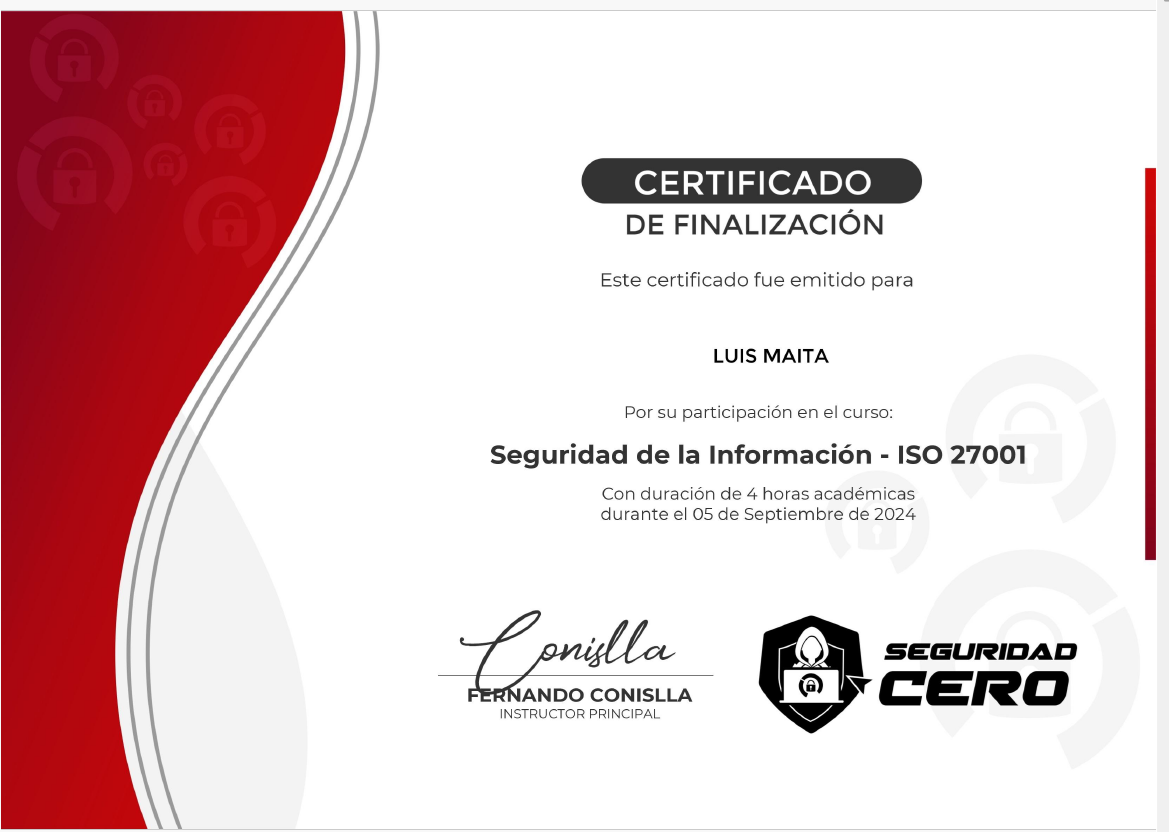 CERTIFICADO
DE FINALIZACIÓN
Este certificado fue emitido para
LUIS MAITA
Por su participación en el curso:
Seguridad de la Información - ISO 27001
Con duración de 4 horas académicas
durante el 05 de Septiembre de 2024
Conislla
FERNANDO CONISLLA
INSTRUCTOR PRINCIPAL
SEGURIDAD
CERO